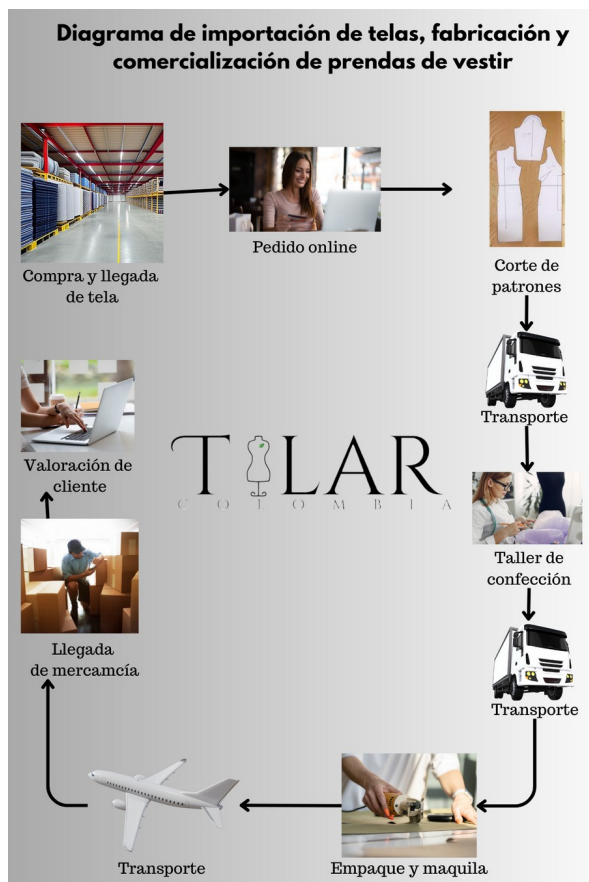 Diagrama de importación de telas, fabricación y
comercialización de prendas de vestir
Compra y llegada
de tela
Pedido online
Corte de
patrones
Transporte
Taller de
confección
Transporte
Empaque y maquila
Transporte
Llegada
de mercamcía
Valoración de
cliente
TILAR
COLOMBIA